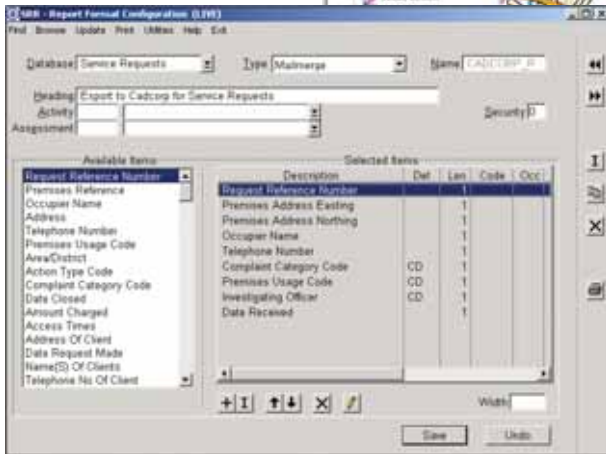 SRB - Report Format Configuration (LIVE)
Find Browse Update Print Utilities Help Exit
Database Service Requests Type Mailmerge Name CADCORP_R
Heading Export to Cadcorp for Service Requests
Activity Security 0
Assessment
Available Items
Request Reference Number
Premises Reference
Occupier Name
Address
Telephone Number
Premises Usage Code
Area/District
Action Type Code
Complaint Category Code
Date Closed
Amount Charged
Access Times
Address Of Client
Date Request Made
Name(S) Of Clients
Telephone No Of Client
Selected Items
Description Def Len Code Occ
Request Reference Number 1
Premises Address Easting 1
Premises Address Northing 1
Occupier Name 1
Telephone Number 1
Complaint Category Code CD 1
Premises Usage Code CD 1
Investigating Officer CD 1
Date Received 1
Width
Save Undo